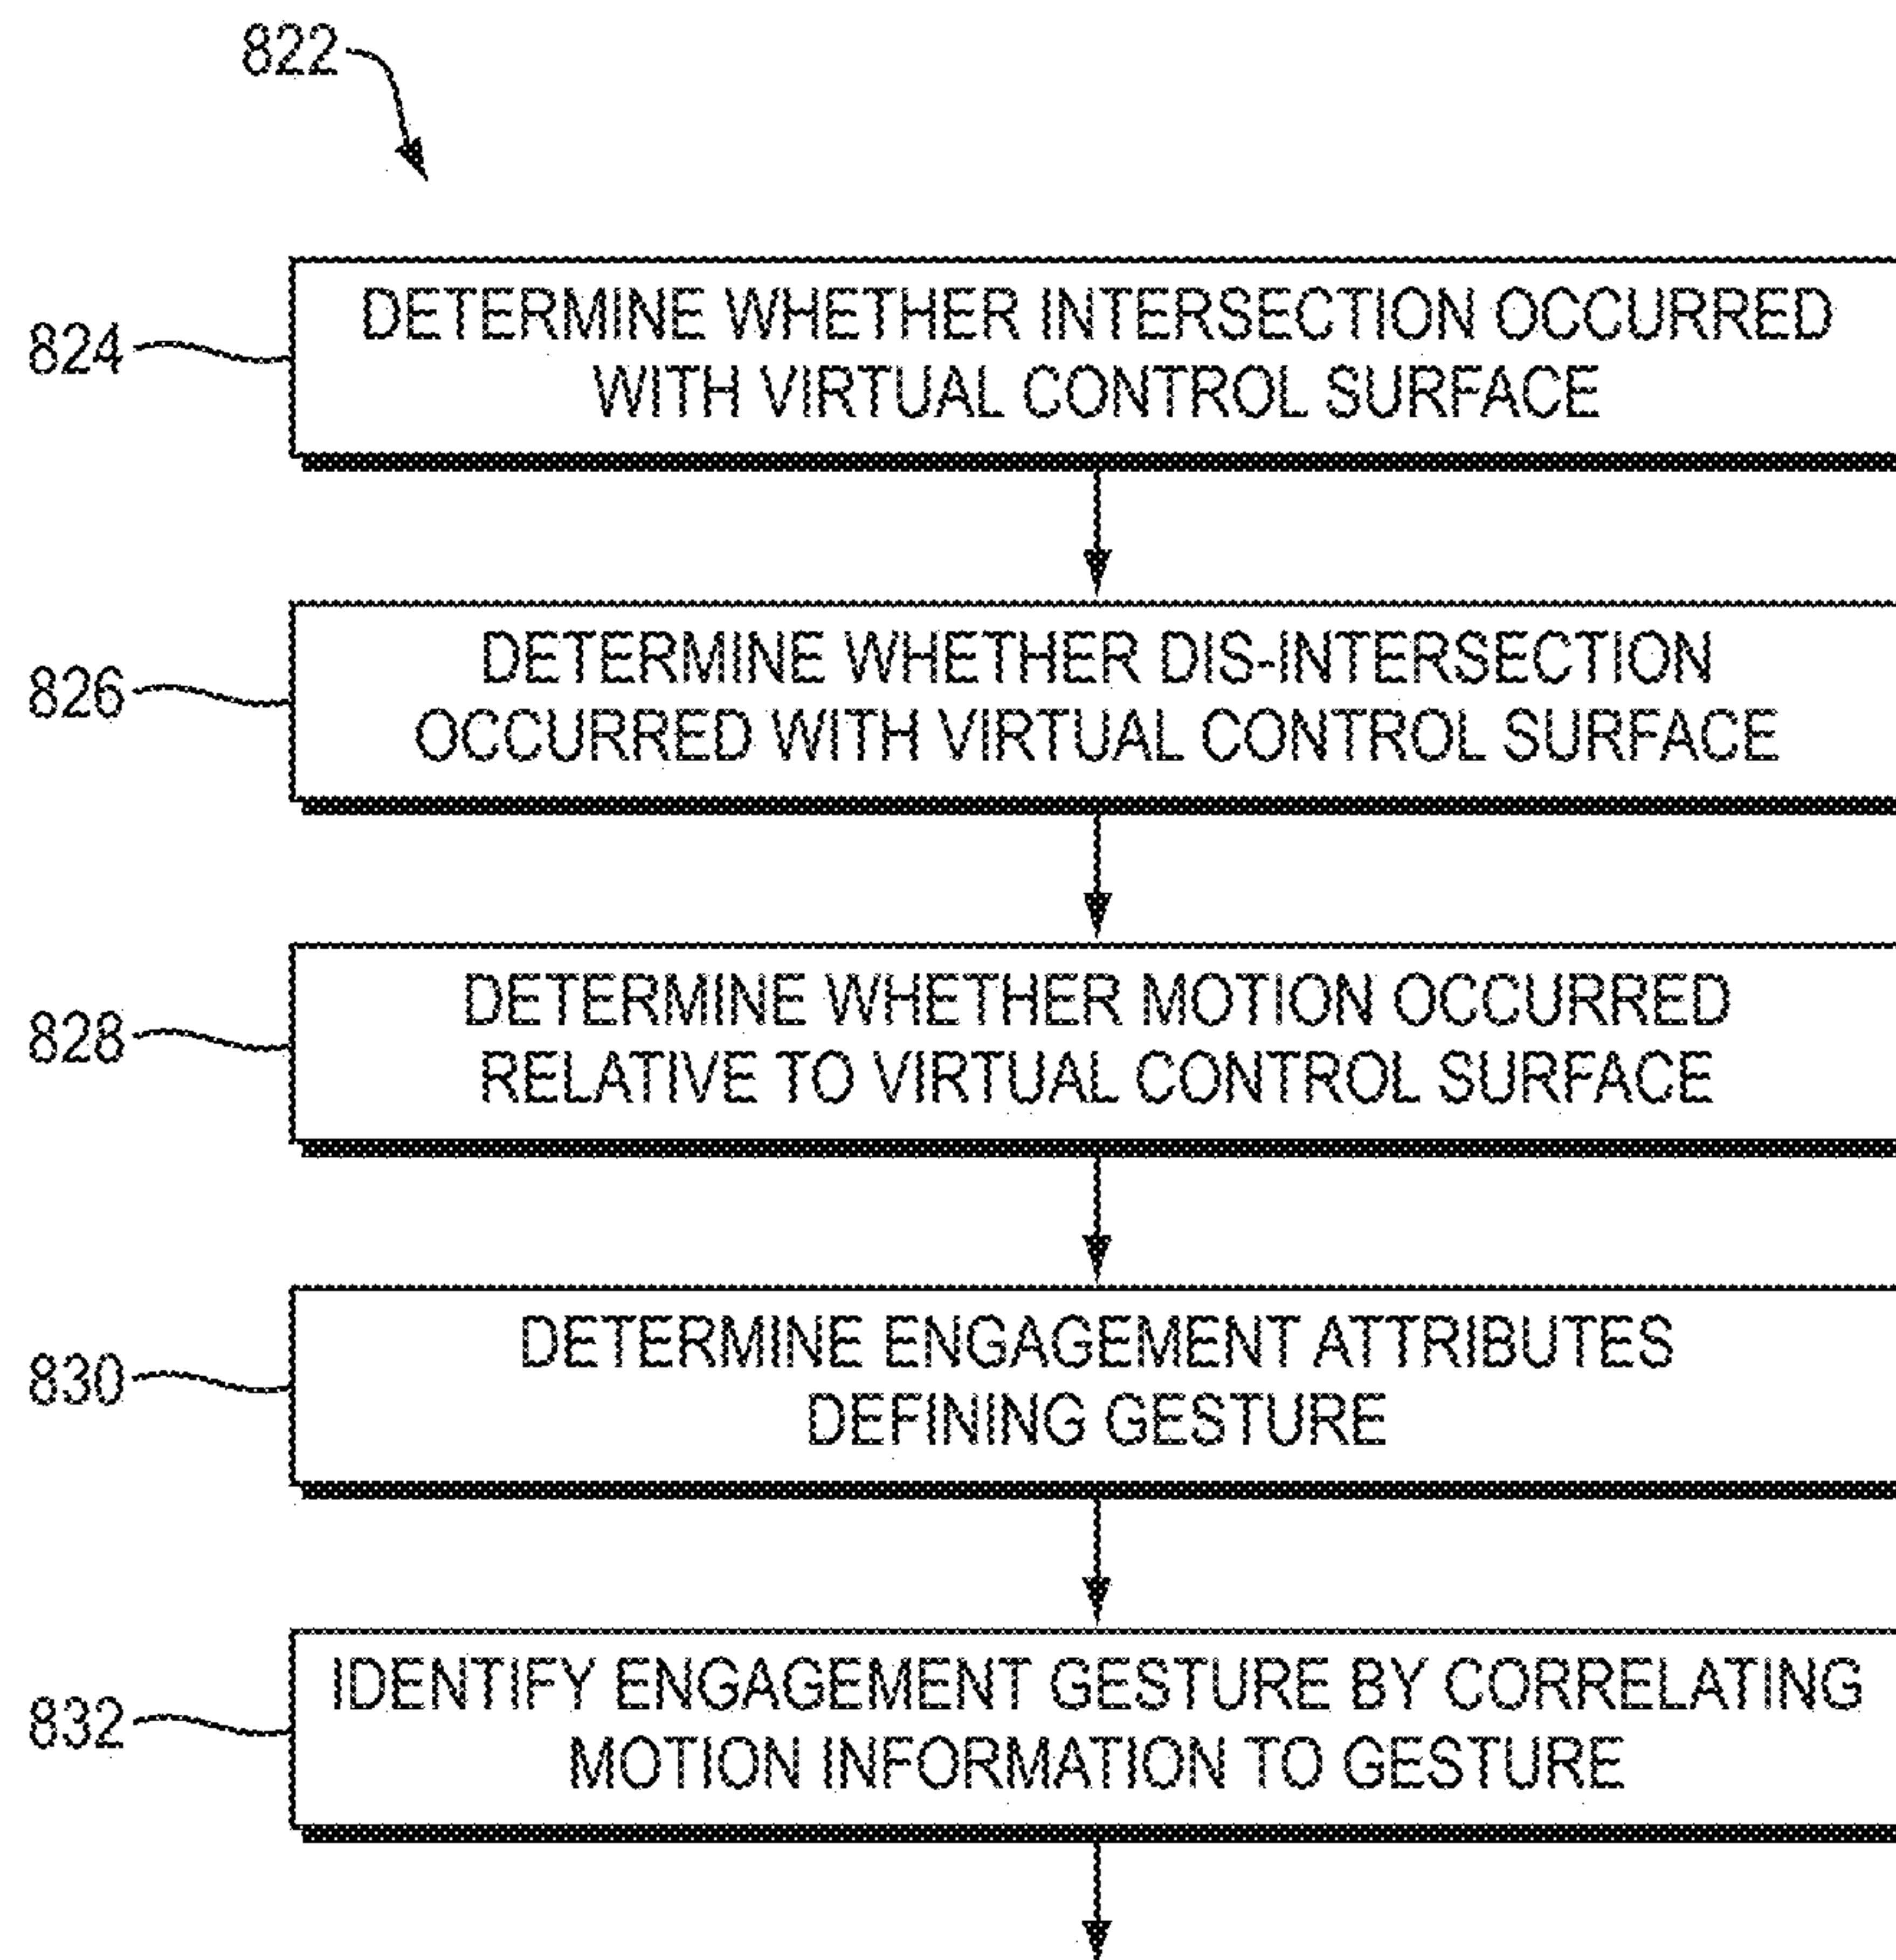 822
824
DETERMINE WHETHER INTERSECTION OCCURRED
WITH VIRTUAL CONTROL SURFACE
826
DETERMINE WHETHER DIS-INTERSECTION
OCCURRED WITH VIRTUAL CONTROL SURFACE
828
DETERMINE WHETHER MOTION OCCURRED
RELATIVE TO VIRTUAL CONTROL SURFACE
830
DETERMINE ENGAGEMENT ATTRIBUTES
DEFINING GESTURE
832
IDENTIFY ENGAGEMENT GESTURE BY CORRELATING
MOTION INFORMATION TO GESTURE